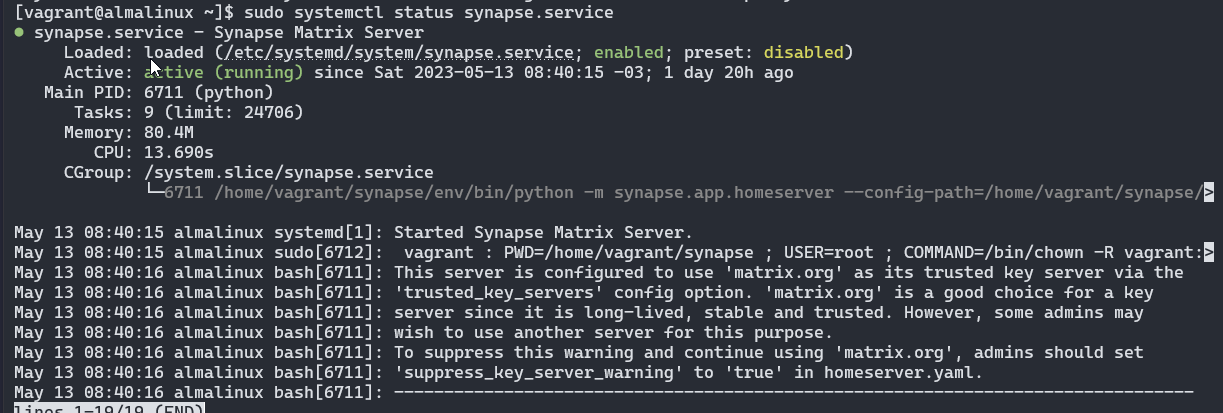 [vagrant@almalinux ~]$ sudo systemctl status synapse.service
● synapse.service - Synapse Matrix Server
Loaded: loaded (/etc/systemd/system/synapse.service; enabled; preset: disabled)
Active: active (running) since Sat 2023-05-13 08:40:15 -03; 1 day 20h ago
Main PID: 6711 (python)
Tasks: 9 (limit: 24706)
Memory: 80.4M
CPU: 13.690s
CGroup: /system.slice/synapse.service
└─6711 /home/vagrant/synapse/env/bin/python -m synapse.app.homeserver --config-path=/home/vagrant/synapse/>
May 13 08:40:15 almalinux systemd[1]: Started Synapse Matrix Server.
May 13 08:40:15 almalinux sudo[6712]:  vagrant : PWD=/home/vagrant/synapse ; USER=root ; COMMAND=/bin/chown -R vagrant:>
May 13 08:40:16 almalinux bash[6711]: This server is configured to use 'matrix.org' as its trusted key server via the
May 13 08:40:16 almalinux bash[6711]: 'trusted_key_servers' config option. 'matrix.org' is a good choice for a key
May 13 08:40:16 almalinux bash[6711]: server since it is long-lived, stable and trusted. However, some admins may
May 13 08:40:16 almalinux bash[6711]: wish to use another server for this purpose.
May 13 08:40:16 almalinux bash[6711]: To suppress this warning and continue using 'matrix.org', admins should set
May 13 08:40:16 almalinux bash[6711]: 'suppress_key_server_warning' to 'true' in homeserver.yaml.
May 13 08:40:16 almalinux bash[6711]: --------------------------------------------------------------------------------
lines 1-19/19 (END)